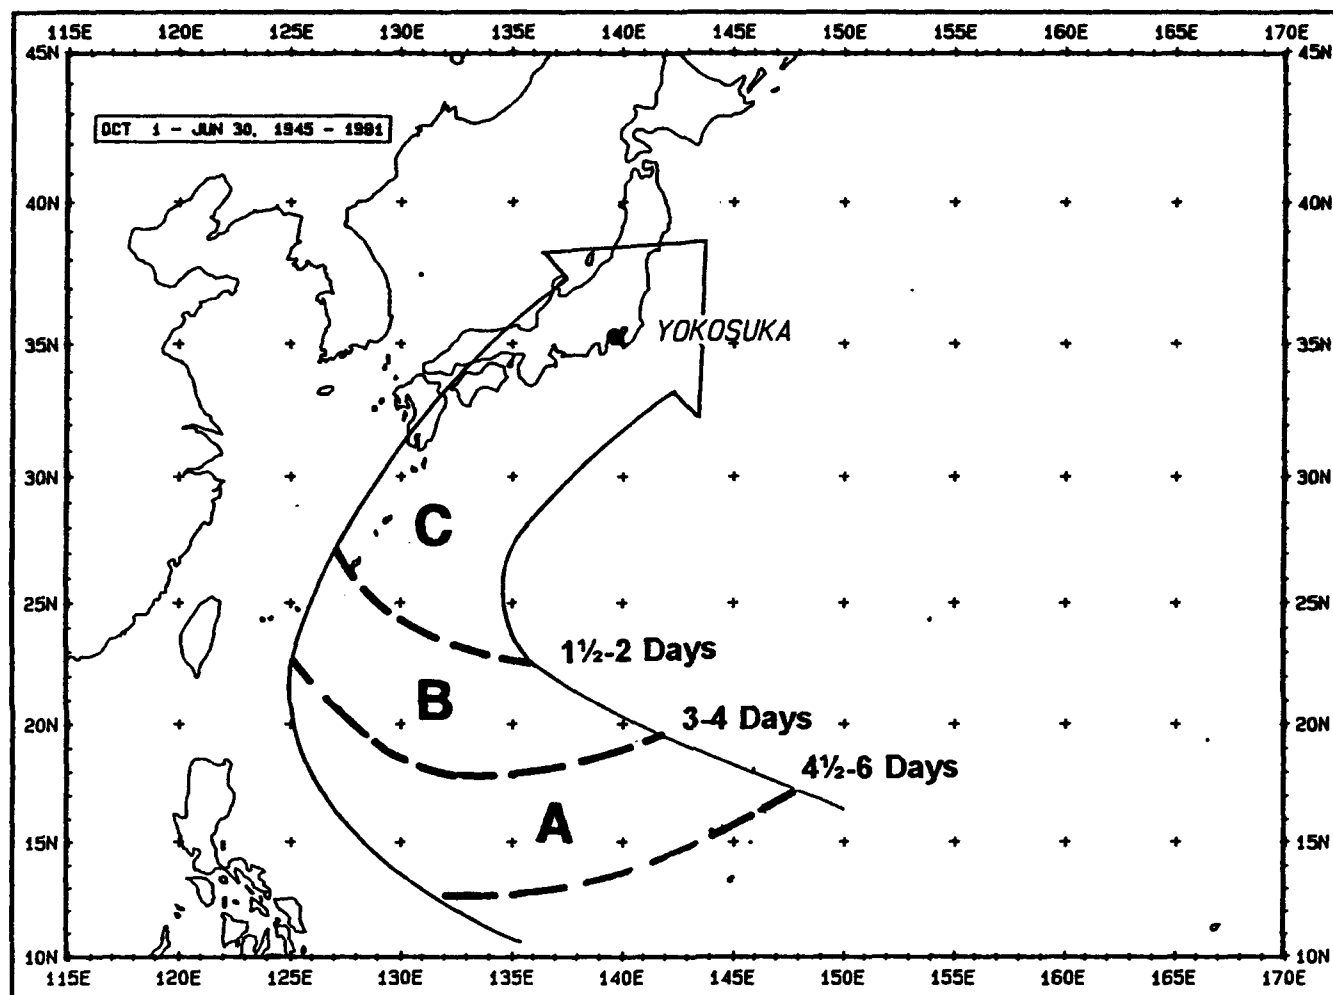 115E 120E 125E 130E 135E 140E 145E 150E 155E 160E 165E 170E
45N 45N
OCT 1 - JUN 30, 1945 - 1991
40N 40N
YOKOSUKA
35N 35N
30N 30N
C
25N 25N
1½-2 Days
B
3-4 Days
20N 20N
4½-6 Days
A
15N 15N
10N 10N
115E 120E 125E 130E 135E 140E 145E 150E 155E 160E 165E 170E